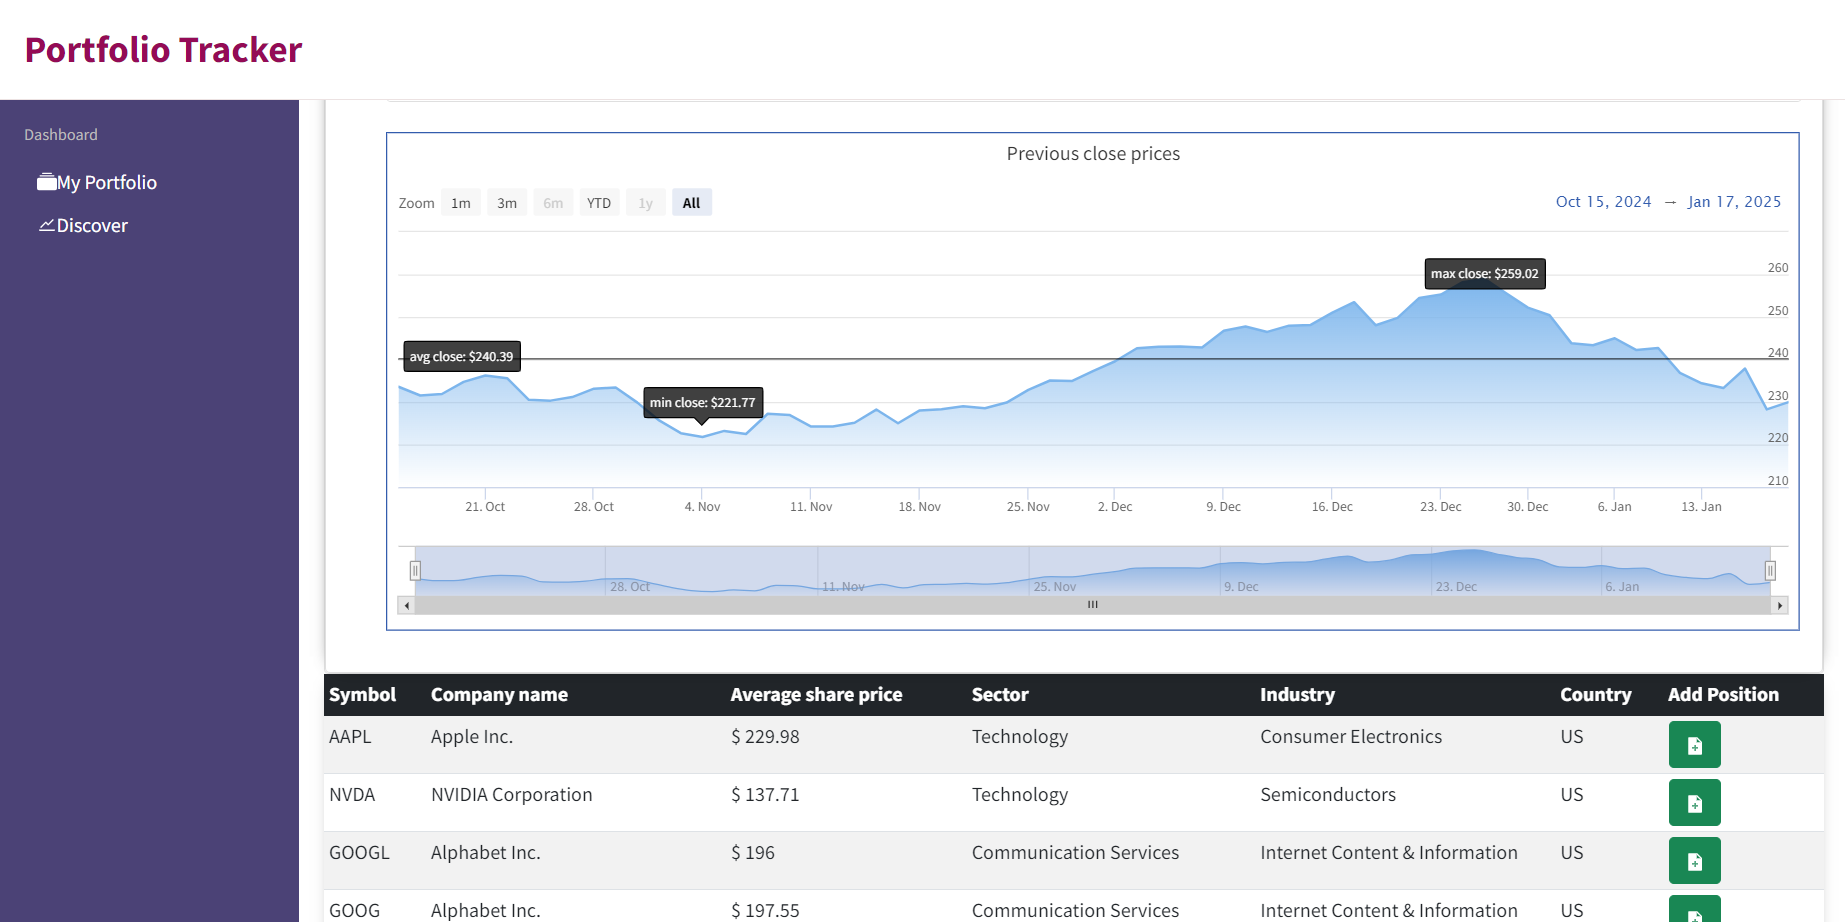 Portfolio Tracker
Dashboard
My Portfolio
Discover
Previous close prices
Zoom 1m 3m 6m YTD 1y All
Oct 15, 2024 → Jan 17, 2025
260
250
240
230
220
210
max close: $259.02
avg close: $240.39
min close: $221.77
21. Oct 28. Oct 4. Nov 11. Nov 18. Nov 25. Nov 2. Dec 9. Dec 16. Dec 23. Dec 30. Dec 6. Jan 13. Jan
28. Oct 11. Nov 25. Nov 9. Dec 23. Dec 6. Jan
Symbol Company name Average share price Sector Industry Country Add Position
AAPL Apple Inc. $ 229.98 Technology Consumer Electronics US
NVDA NVIDIA Corporation $ 137.71 Technology Semiconductors US
GOOGL Alphabet Inc. $ 196 Communication Services Internet Content & Information US
GOOG Alphabet Inc. $ 197.55 Communication Services Internet Content & Information US